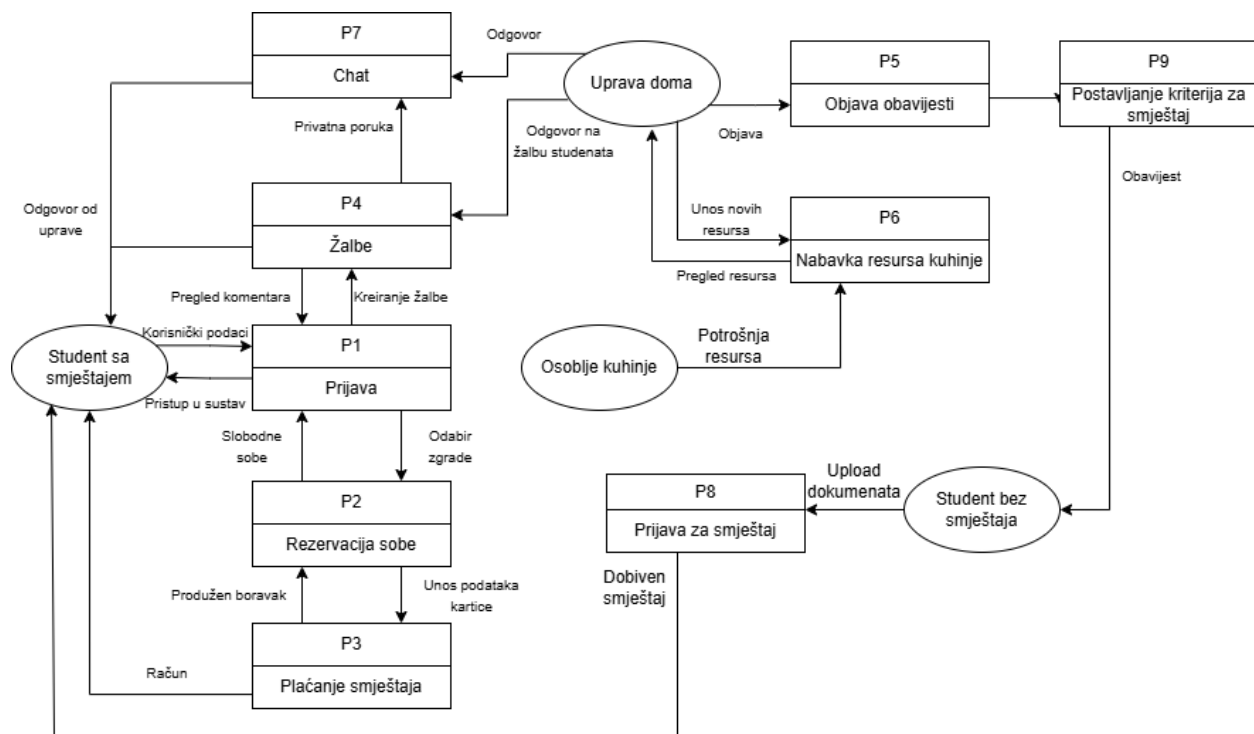 P7
Chat
Odgovor
Uprava doma
P5
Objava obavijesti
P9
Postavljanje kriterija za
smještaj
Privatna poruka
Odgovor na
žalbu studenata
Objava
Obavijest
Odgovor od
uprave
P4
Žalbe
Unos novih
resursa
P6
Nabavka resursa kuhinje
Pregled resursa
Pregled komentara
Kreiranje žalbe
Korisnički podaci
Student sa
smještajem
P1
Prijava
Pristup u sustav
Osoblje kuhinje
Potrošnja
resursa
Slobodne
sobe
Odabir
zgrade
P2
Rezervacija sobe
P8
Prijava za smještaj
Upload
dokumenata
Student bez
smještaja
Produžen boravak
Unos podataka
kartice
Dobiven
smještaj
P3
Plaćanje smještaja
Račun